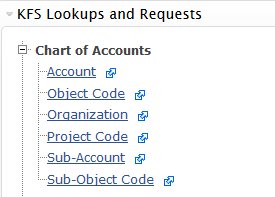 KFS Lookups and Requests
Chart of Accounts
Account
Object Code
Organization
Project Code
Sub-Account
Sub-Object Code